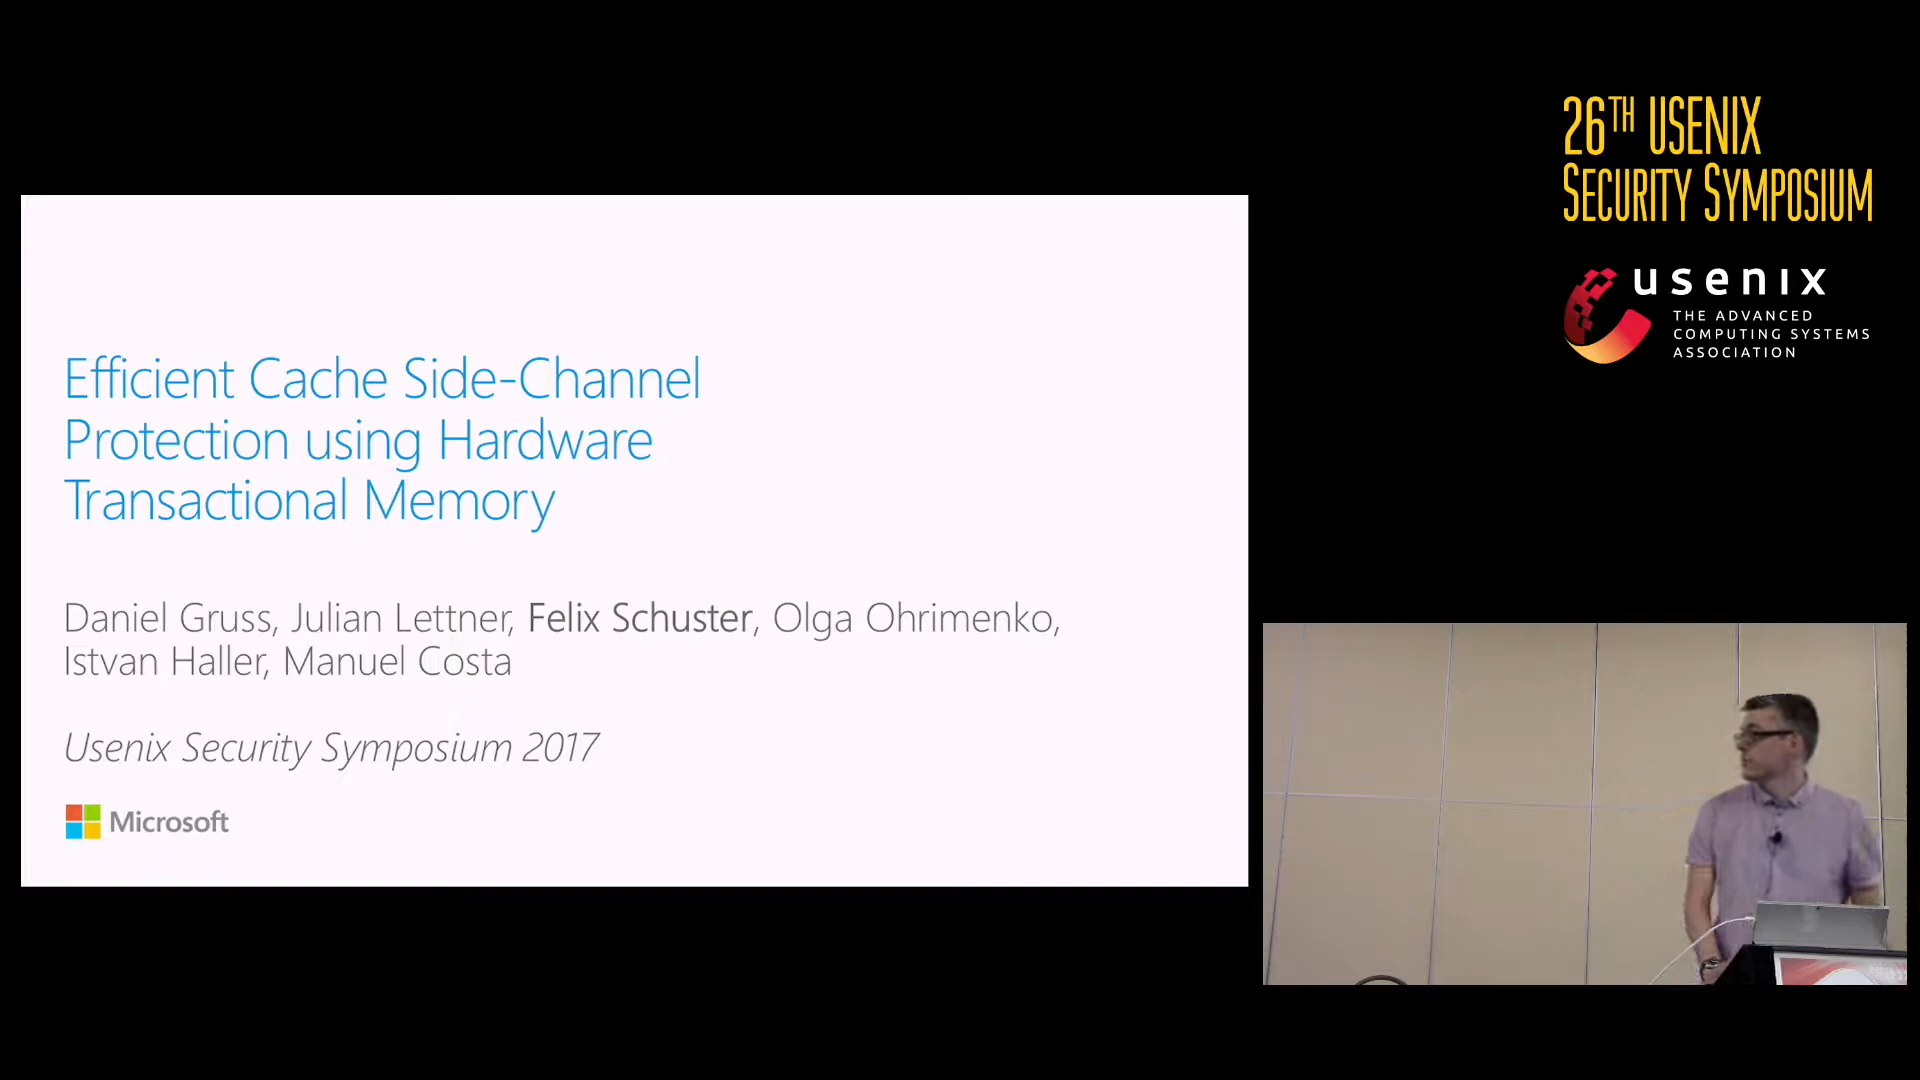 26TH USENIX
SECURITY SYMPOSIUM
usenix
THE ADVANCED
COMPUTING SYSTEMS
ASSOCIATION
Efficient Cache Side-Channel
Protection using Hardware
Transactional Memory
Daniel Gruss, Julian Lettner, Felix Schuster, Olga Ohrimenko,
Istvan Haller, Manuel Costa
Usenix Security Symposium 2017
Microsoft